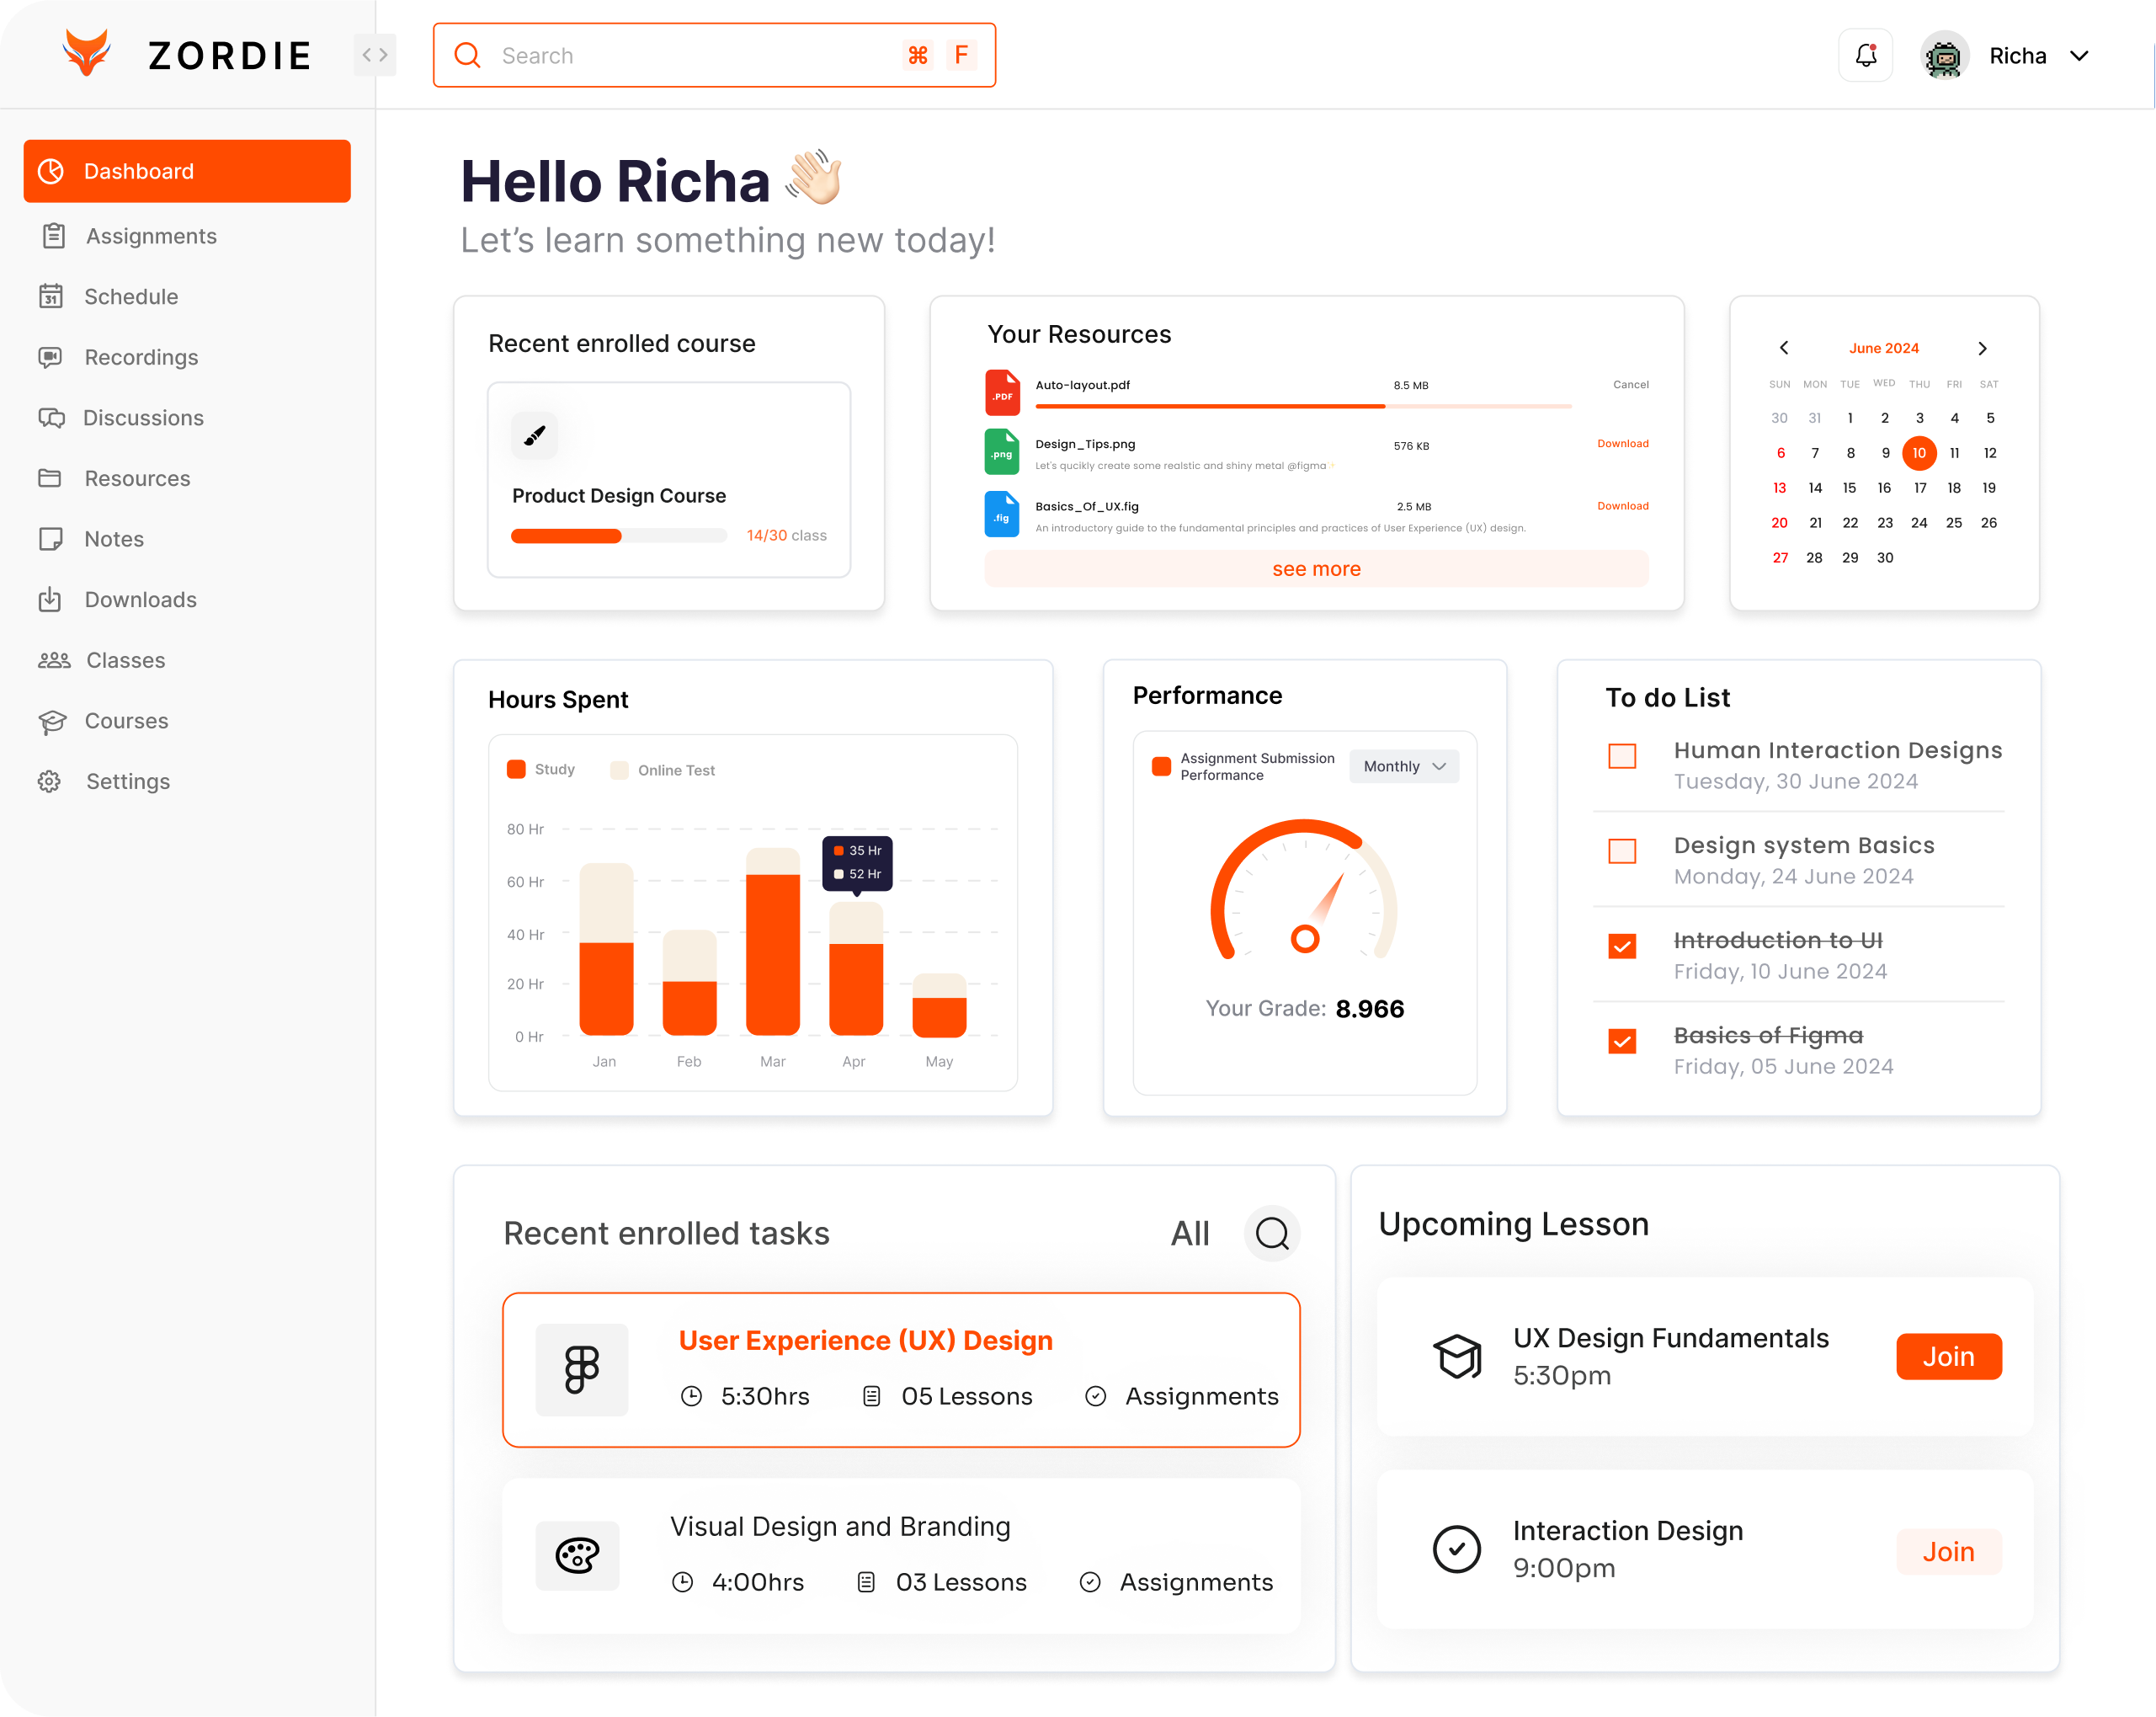 ZORDIE
Search
⌘ F
Richa
Dashboard
Assignments
31
Schedule
Recordings
Discussions
Resources
Notes
Downloads
Classes
Courses
Settings
Hello Richa 👋🏻
Let’s learn something new today!
Recent enrolled course
Product Design Course
14/30 class
Your Resources
.PDF
Auto-layout.pdf 8.5 MB Cancel
.png
Design_Tips.png 576 KB Download
Let's qucikly create some realstic and shiny metal @figma✨
.fig
Basics_Of_UX.fig 2.5 MB Download
An introductory guide to the fundamental principles and practices of User Experience (UX) design.
see more
June 2024
SUN MON TUE WED THU FRI SAT
30 31 1 2 3 4 5
6 7 8 9 10 11 12
13 14 15 16 17 18 19
20 21 22 23 24 25 26
27 28 29 30
Hours Spent
Study Online Test
80 Hr
60 Hr
40 Hr
20 Hr
0 Hr
35 Hr
52 Hr
Jan Feb Mar Apr May
Performance
Assignment Submission
Performance
Monthly
Your Grade: 8.966
To do List
Human Interaction Designs
Tuesday, 30 June 2024
Design system Basics
Monday, 24 June 2024
Introduction to UI
Friday, 10 June 2024
Basics of Figma
Friday, 05 June 2024
Recent enrolled tasks All
User Experience (UX) Design
5:30hrs 05 Lessons Assignments
Visual Design and Branding
4:00hrs 03 Lessons Assignments
Upcoming Lesson
UX Design Fundamentals
5:30pm
Join
Interaction Design
9:00pm
Join